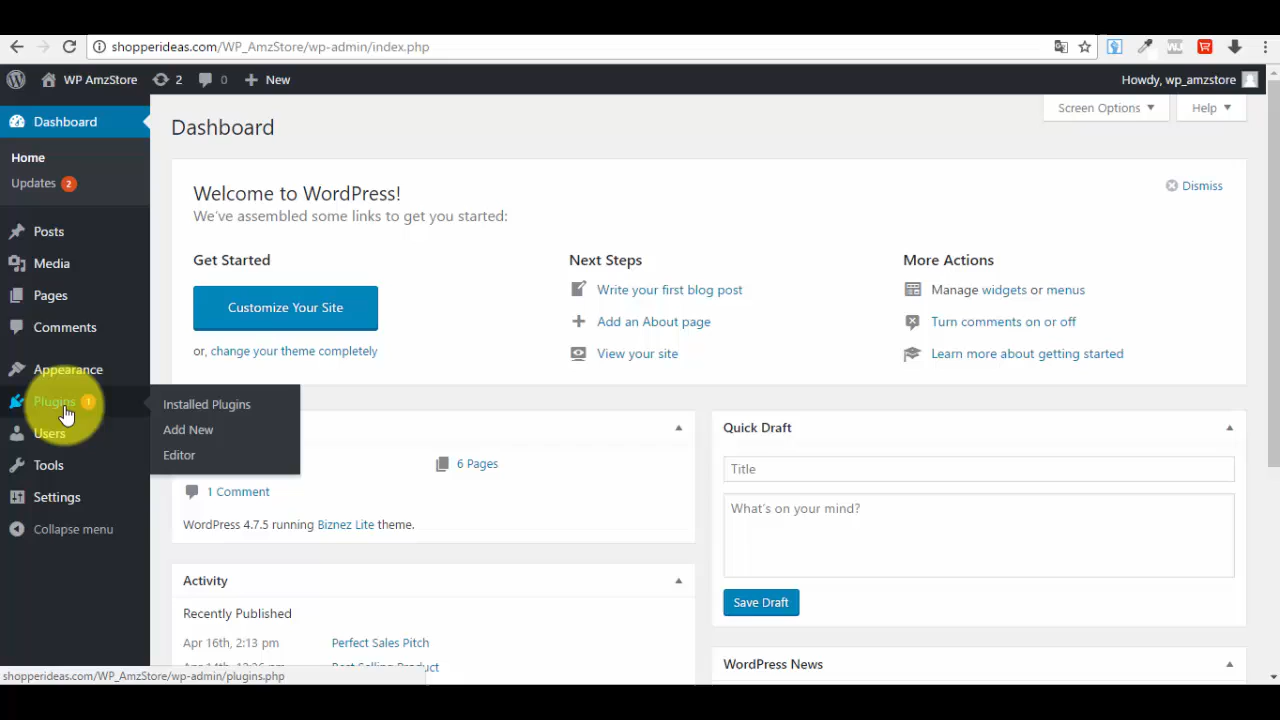 shopperideas.com/WP_AmzStore/wp-admin/index.php
WP AmzStore 2 0 New Howdy, wp_amzstore
Dashboard
Home
Updates 2
Posts
Media
Pages
Comments
Appearance
Plugins 1
Users
Tools
Settings
Collapse menu
Installed Plugins
Add New
Editor
Screen Options Help
Dashboard
Welcome to WordPress!
We've assembled some links to get you started:
Dismiss
Get Started
Customize Your Site
or, change your theme completely
Next Steps
Write your first blog post
Add an About page
View your site
More Actions
Manage widgets or menus
Turn comments on or off
Learn more about getting started
6 Pages
1 Comment
WordPress 4.7.5 running Biznez Lite theme.
Activity
Recently Published
Apr 16th, 2:13 pm Perfect Sales Pitch
Product
Quick Draft
Title
What's on your mind?
Save Draft
WordPress News
shopperideas.com/WP_AmzStore/wp-admin/plugins.php